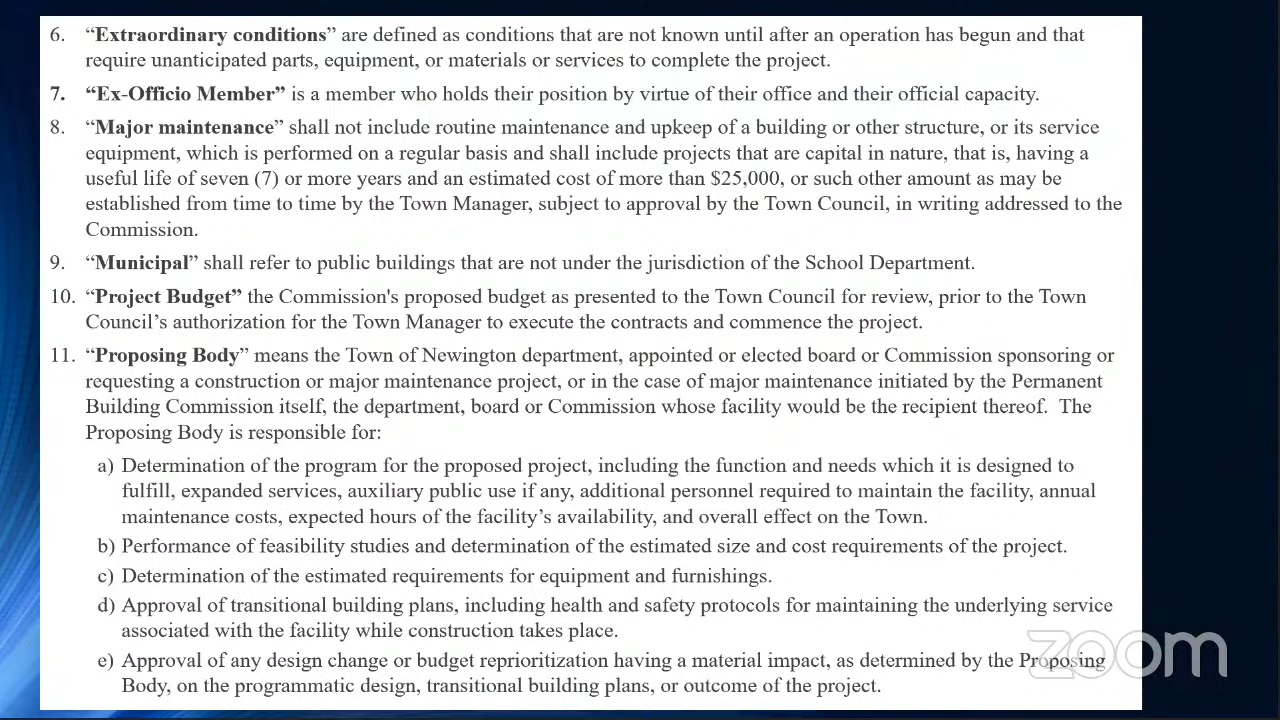 6. “Extraordinary conditions” are defined as conditions that are not known until after an operation has begun and that
require unanticipated parts, equipment, or materials or services to complete the project.
7. “Ex-Officio Member” is a member who holds their position by virtue of their office and their official capacity.
8. “Major maintenance” shall not include routine maintenance and upkeep of a building or other structure, or its service
equipment, which is performed on a regular basis and shall include projects that are capital in nature, that is, having a
useful life of seven (7) or more years and an estimated cost of more than $25,000, or such other amount as may be
established from time to time by the Town Manager, subject to approval by the Town Council, in writing addressed to the
Commission.
9. “Municipal” shall refer to public buildings that are not under the jurisdiction of the School Department.
10. “Project Budget” the Commission's proposed budget as presented to the Town Council for review, prior to the Town
Council’s authorization for the Town Manager to execute the contracts and commence the project.
11. “Proposing Body” means the Town of Newington department, appointed or elected board or Commission sponsoring or
requesting a construction or major maintenance project, or in the case of major maintenance initiated by the Permanent
Building Commission itself, the department, board or Commission whose facility would be the recipient thereof. The
Proposing Body is responsible for:
a) Determination of the program for the proposed project, including the function and needs which it is designed to
fulfill, expanded services, auxiliary public use if any, additional personnel required to maintain the facility, annual
maintenance costs, expected hours of the facility’s availability, and overall effect on the Town.
b) Performance of feasibility studies and determination of the estimated size and cost requirements of the project.
c) Determination of the estimated requirements for equipment and furnishings.
d) Approval of transitional building plans, including health and safety protocols for maintaining the underlying service
associated with the facility while construction takes place.
e) Approval of any design change or budget reprioritization having a material impact, as determined by the Proposing
Body, on the programmatic design, transitional building plans, or outcome of the project.
zoom